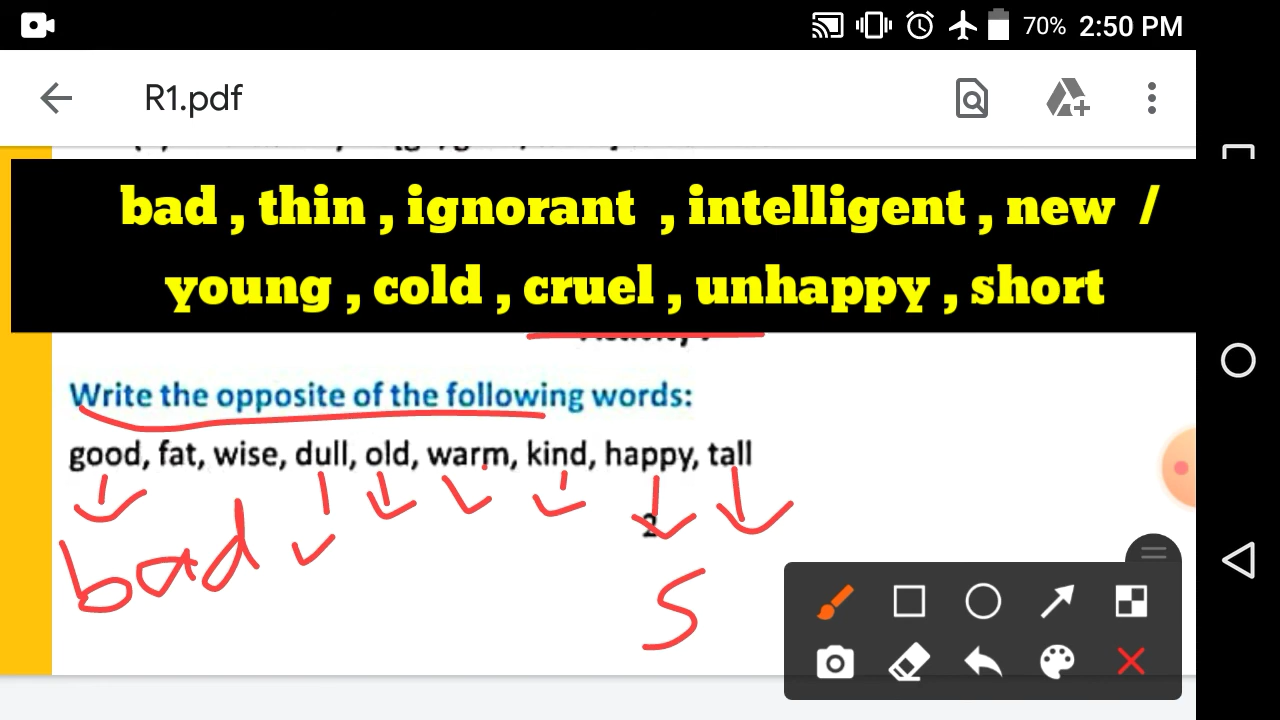 70% 2:50 PM
R1.pdf
bad , thin , ignorant , intelligent , new /
young , cold , cruel , unhappy , short
Write the opposite of the following words:
good, fat, wise, dull, old, warm, kind, happy, tall
2
bad
S